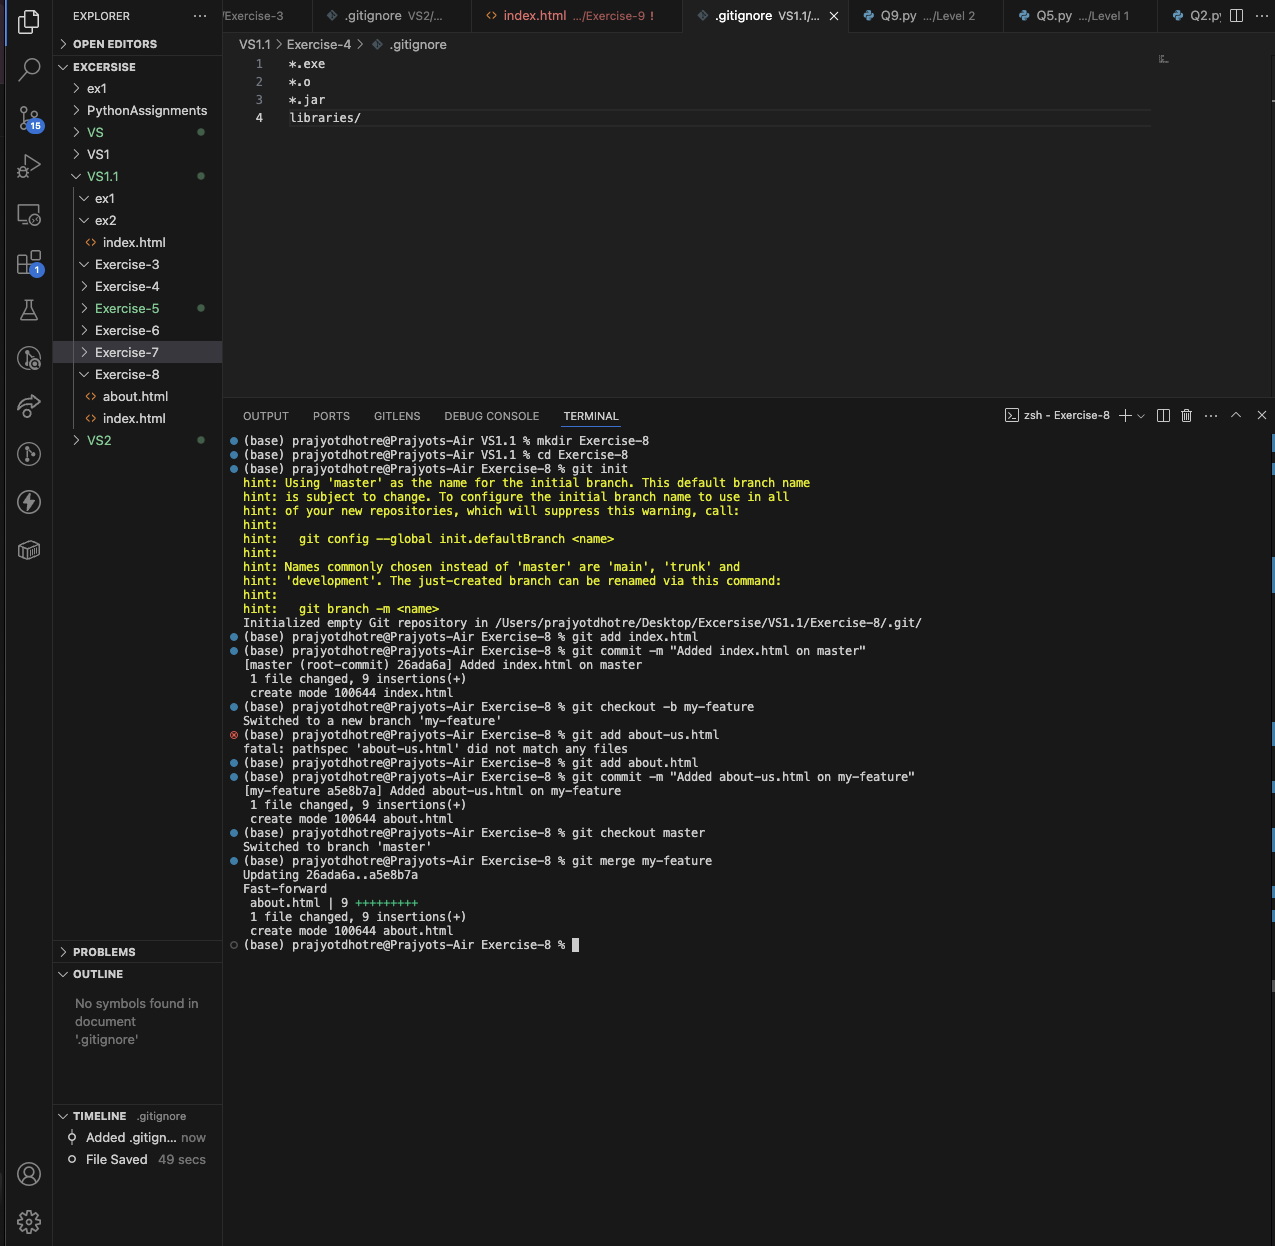 EXPLORER
OPEN EDITORS
EXCERSISE
ex1
PythonAssignments
VS
VS1
VS1.1
ex1
ex2
index.html
Exercise-3
Exercise-4
Exercise-5
Exercise-6
Exercise-7
Exercise-8
about.html
index.html
VS2
15
1
PROBLEMS
OUTLINE
No symbols found in
document
'.gitignore'
TIMELINE .gitignore
Added .gitign... now
File Saved 49 secs
/Exercise-3 .gitignore VS2/... index.html .../Exercise-9 ! .gitignore VS1.1/... Q9.py .../Level 2 Q5.py .../Level 1 Q2.py
VS1.1 > Exercise-4 > .gitignore
1 *.exe
2 *.o
3 *.jar
4 libraries/
OUTPUT PORTS GITLENS DEBUG CONSOLE TERMINAL zsh - Exercise-8
(base) prajyotdhotre@Prajyots-Air VS1.1 % mkdir Exercise-8
(base) prajyotdhotre@Prajyots-Air VS1.1 % cd Exercise-8
(base) prajyotdhotre@Prajyots-Air Exercise-8 % git init
hint: Using 'master' as the name for the initial branch. This default branch name
hint: is subject to change. To configure the initial branch name to use in all
hint: of your new repositories, which will suppress this warning, call:
hint:
hint:   git config --global init.defaultBranch <name>
hint:
hint: Names commonly chosen instead of 'master' are 'main', 'trunk' and
hint: 'development'. The just-created branch can be renamed via this command:
hint:
hint:   git branch -m <name>
Initialized empty Git repository in /Users/prajyotdhotre/Desktop/Excersise/VS1.1/Exercise-8/.git/
(base) prajyotdhotre@Prajyots-Air Exercise-8 % git add index.html
(base) prajyotdhotre@Prajyots-Air Exercise-8 % git commit -m "Added index.html on master"
[master (root-commit) 26ada6a] Added index.html on master
 1 file changed, 9 insertions(+)
 create mode 100644 index.html
(base) prajyotdhotre@Prajyots-Air Exercise-8 % git checkout -b my-feature
Switched to a new branch 'my-feature'
(base) prajyotdhotre@Prajyots-Air Exercise-8 % git add about-us.html
fatal: pathspec 'about-us.html' did not match any files
(base) prajyotdhotre@Prajyots-Air Exercise-8 % git add about.html
(base) prajyotdhotre@Prajyots-Air Exercise-8 % git commit -m "Added about-us.html on my-feature"
[my-feature a5e8b7a] Added about-us.html on my-feature
 1 file changed, 9 insertions(+)
 create mode 100644 about.html
(base) prajyotdhotre@Prajyots-Air Exercise-8 % git checkout master
Switched to branch 'master'
(base) prajyotdhotre@Prajyots-Air Exercise-8 % git merge my-feature
Updating 26ada6a..a5e8b7a
Fast-forward
 about.html | 9 +++++++++
 1 file changed, 9 insertions(+)
 create mode 100644 about.html
(base) prajyotdhotre@Prajyots-Air Exercise-8 %